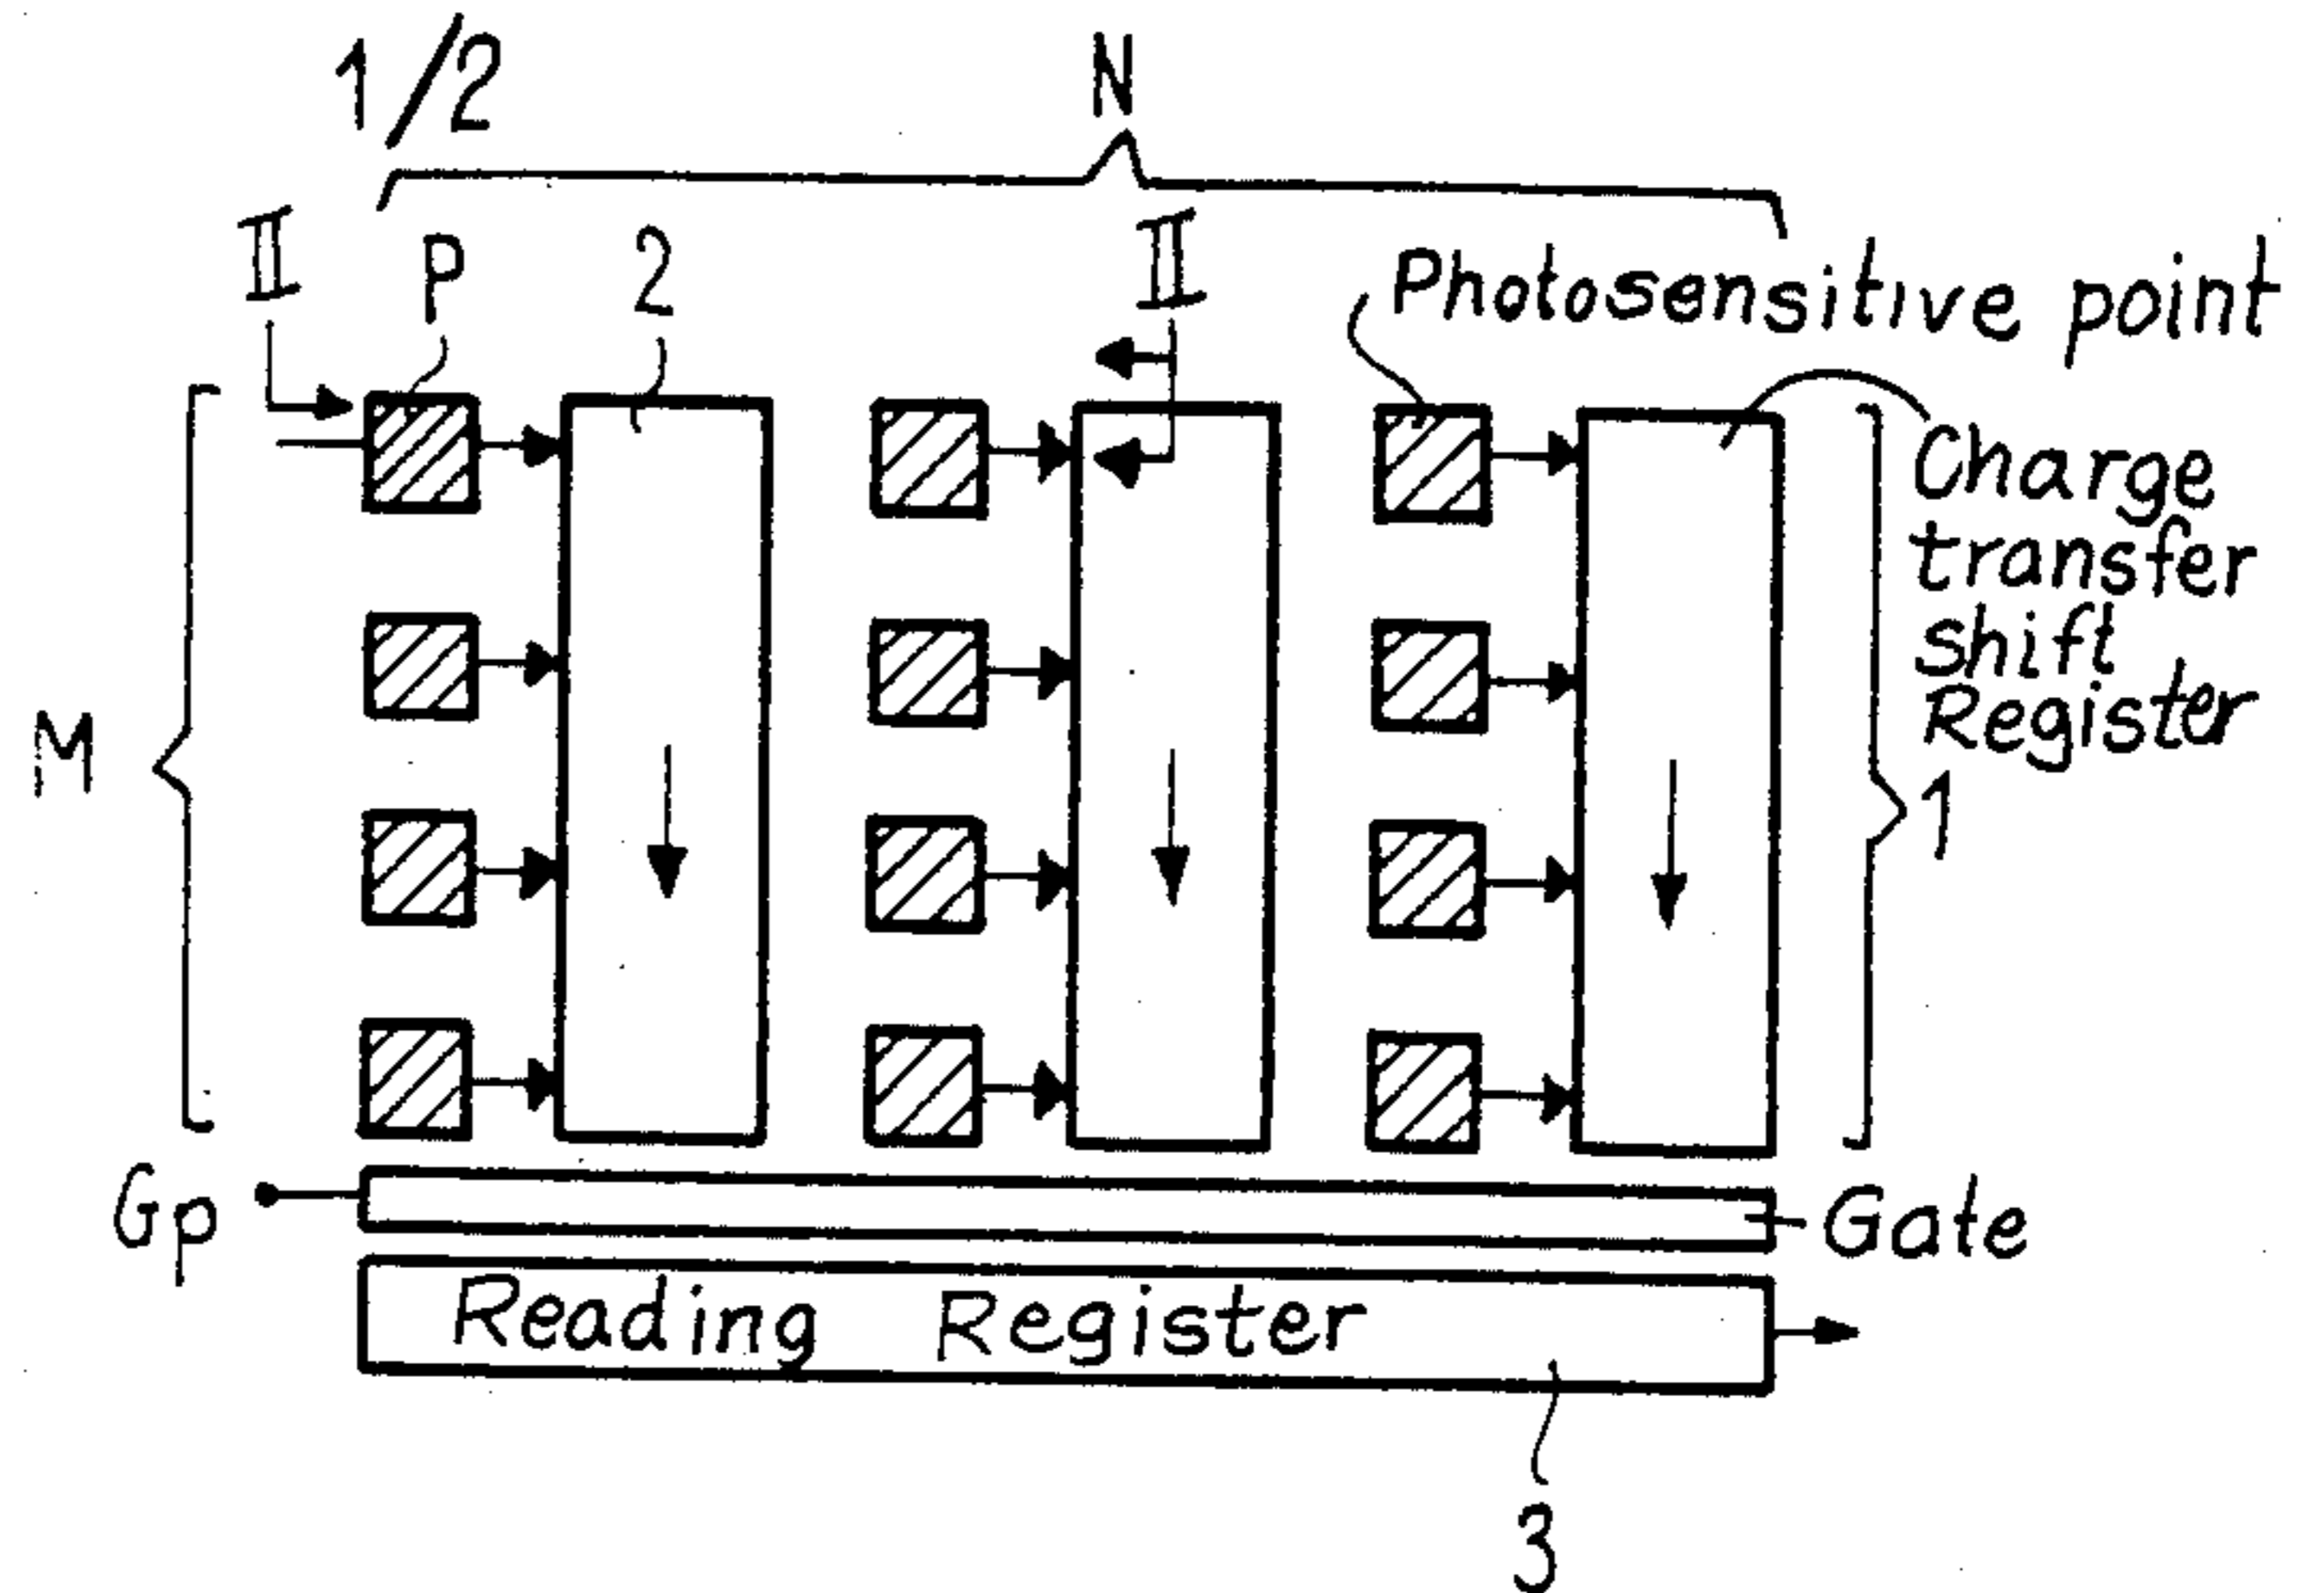 1/2
N
II
P
2
II
Photosensitive point
Charge
transfer
shift
Register
M
1
Gp
Gate
Reading Register
3